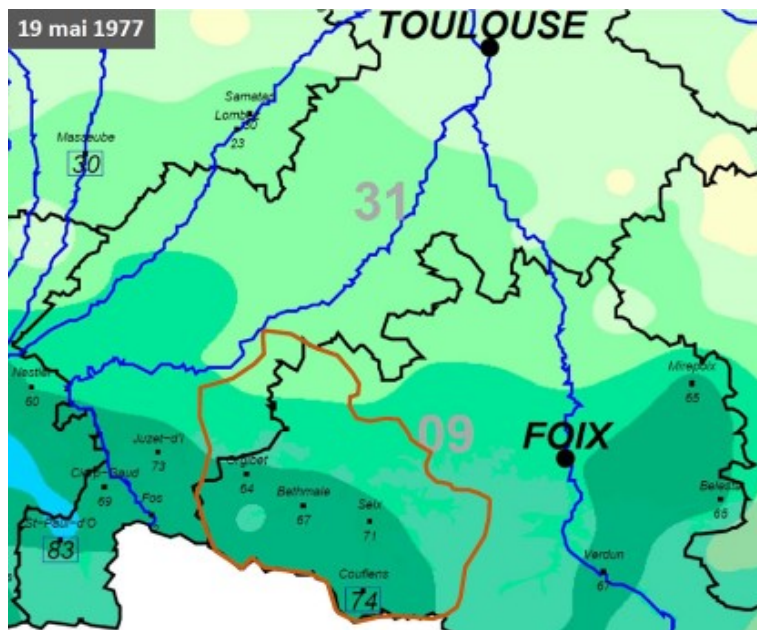 19 mai 1977
TOULOUSE
Samatan
Lombez
30
23
Masseube
30
31
Nestier
60
Mirepoix
65
Juzet-d'I
73
09
FOIX
Cierp-Gaud
69
Orgibet
64
Fos
Bethmale
67
Seix
71
Belesta
66
St-Paul-d'O
83
Verdun
67
Couflens
74